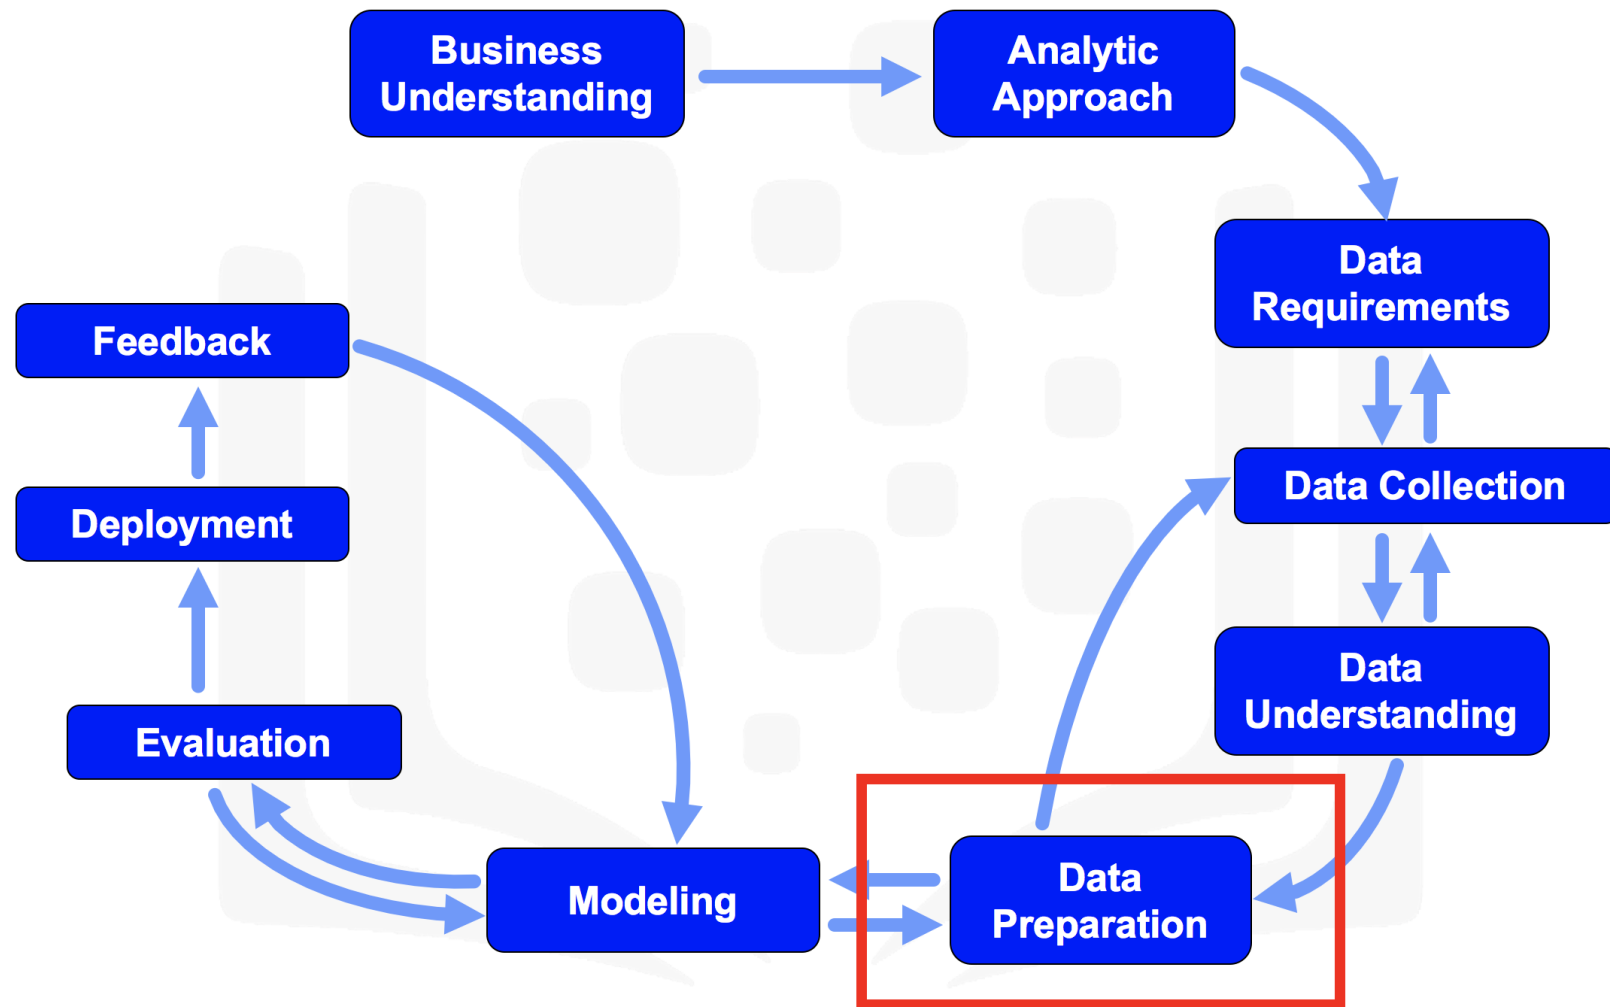 Business
Understanding
Analytic
Approach
Data
Requirements
Feedback
Data Collection
Deployment
Data
Understanding
Evaluation
Modeling
Data
Preparation